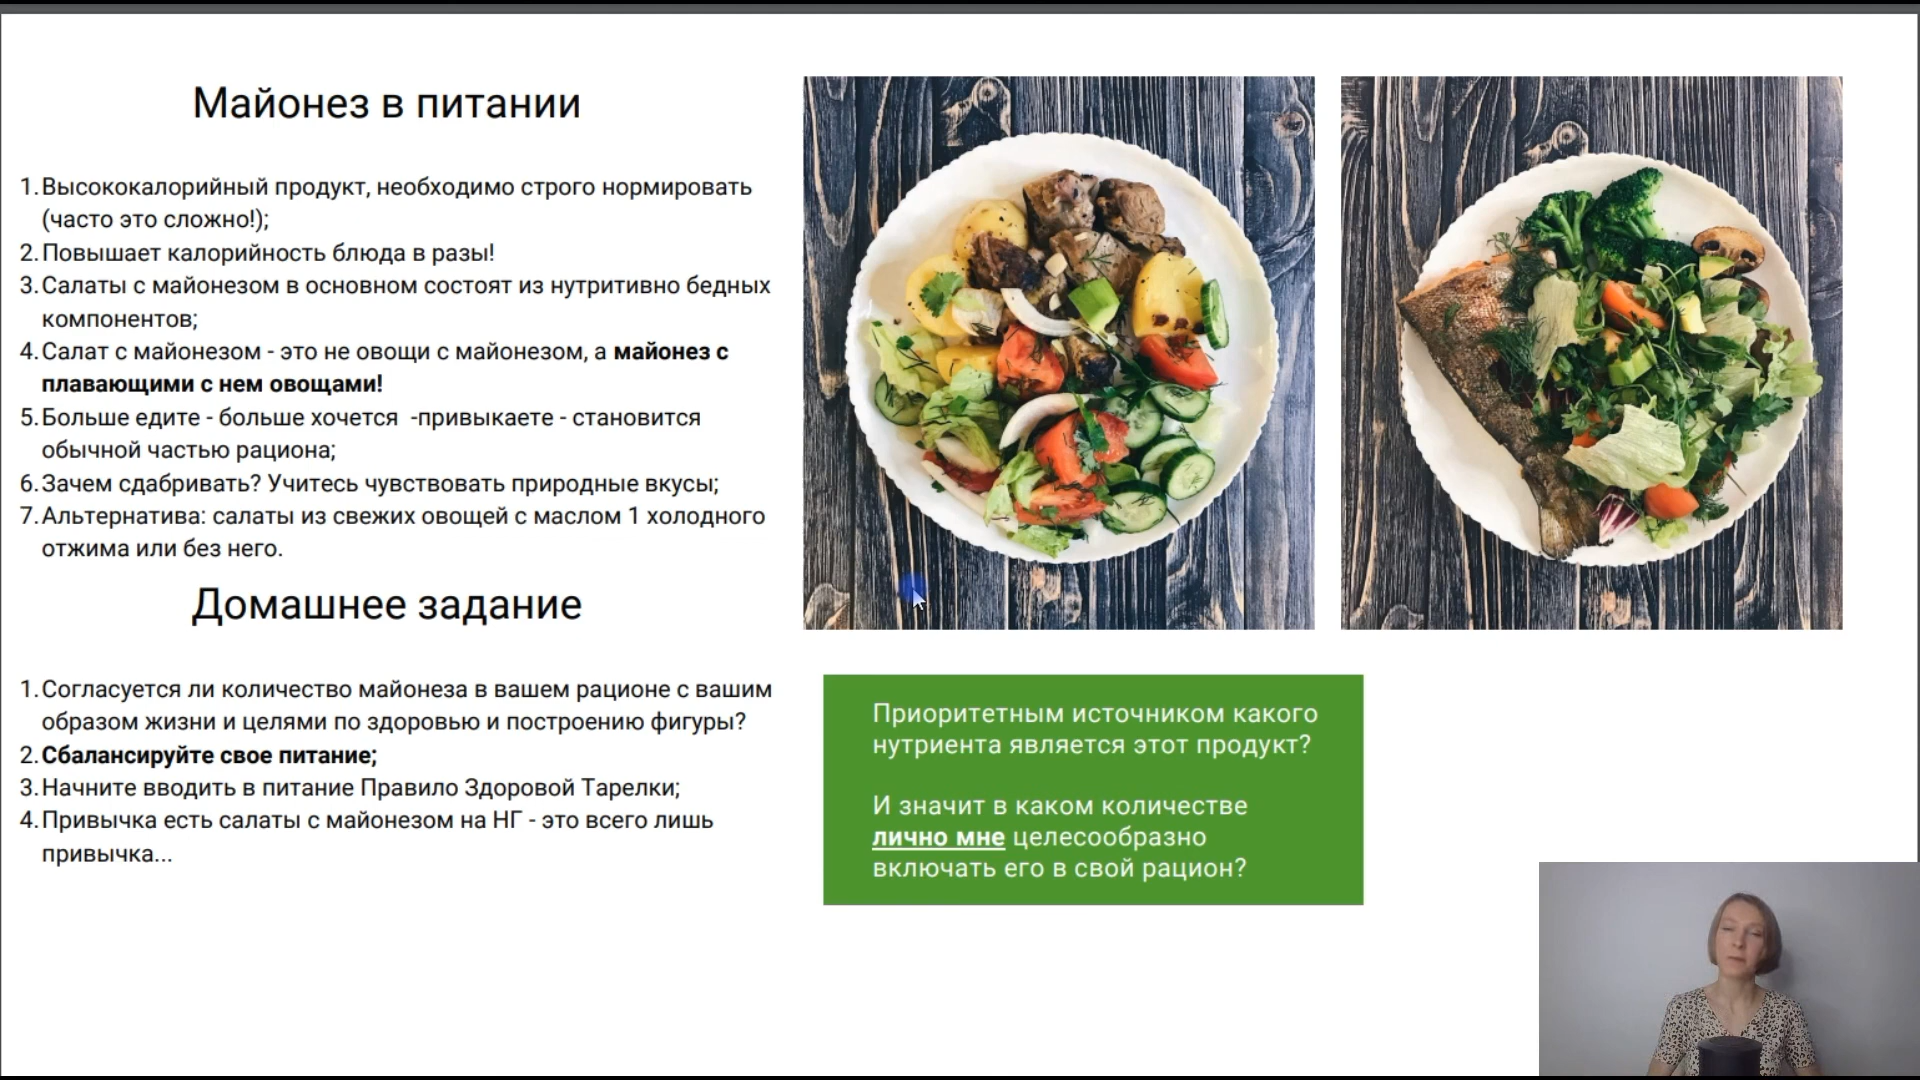 Майонез в питании
1. Высококалорийный продукт, необходимо строго нормировать
(часто это сложно!);
2. Повышает калорийность блюда в разы!
3. Салаты с майонезом в основном состоят из нутритивно бедных
компонентов;
4. Салат с майонезом - это не овощи с майонезом, а майонез с
плавающими с нем овощами!
5. Больше едите - больше хочется  -привыкаете - становится
обычной частью рациона;
6. Зачем сдабривать? Учитесь чувствовать природные вкусы;
7. Альтернатива: салаты из свежих овощей с маслом 1 холодного
отжима или без него.
Домашнее задание
1. Согласуется ли количество майонеза в вашем рационе с вашим
образом жизни и целями по здоровью и построению фигуры?
2. Сбалансируйте свое питание;
3. Начните вводить в питание Правило Здоровой Тарелки;
4. Привычка есть салаты с майонезом на НГ - это всего лишь
привычка...
Приоритетным источником какого
нутриента является этот продукт?
И значит в каком количестве
лично мне целесообразно
включать его в свой рацион?